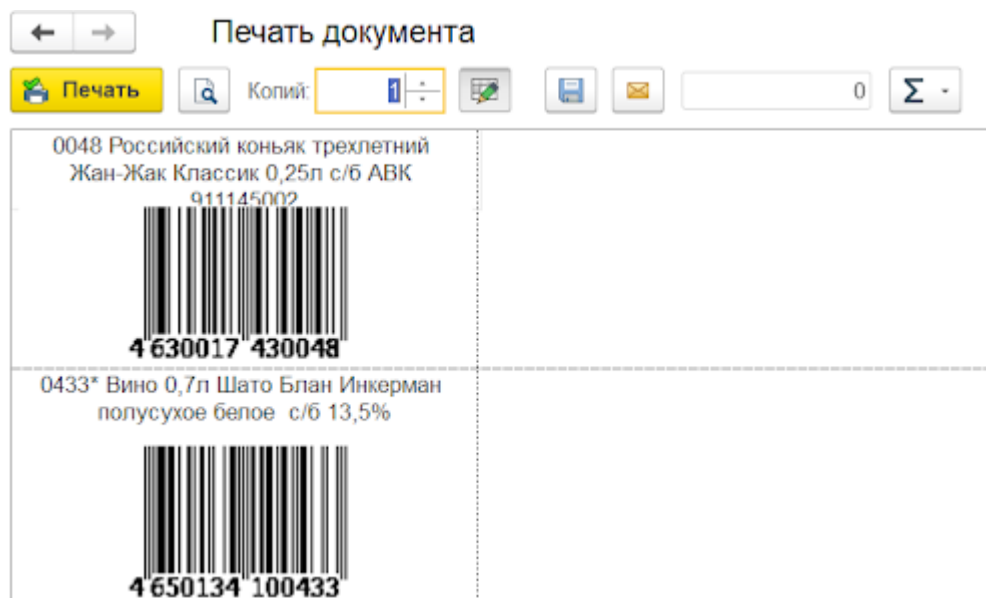 Печать документа
Печать Копий: 1 0 Σ
0048 Российский коньяк трехлетний
Жан-Жак Классик 0,25л с/б АВК
911145002
4 630017 430048
0433* Вино 0,7л Шато Блан Инкерман
полусухое белое с/б 13,5%
4 650134 100433